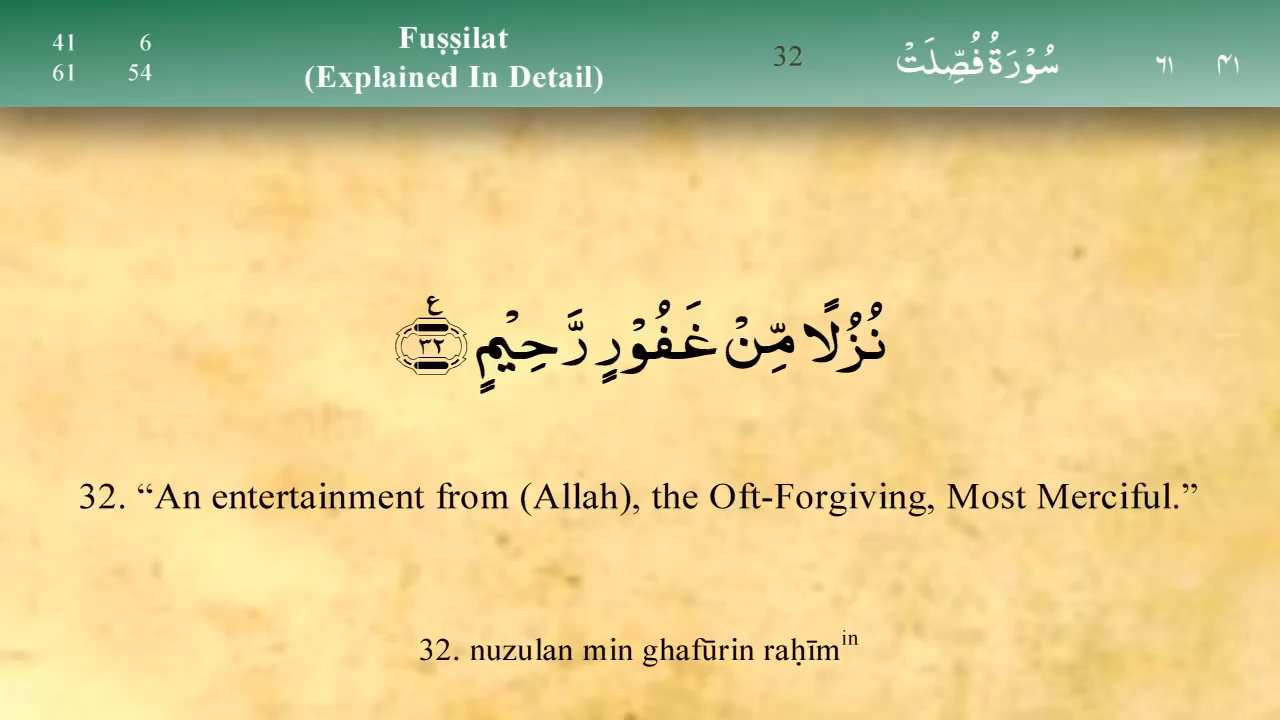 41 6 Fuṣṣilat 32 سُوْرَةُ فُصِّلَتْ ٦١ ۴۱
61 54 (Explained In Detail)
نُزُلًا مِّنْ غَفُوْرٍ رَّحِيْمٍ ٣٢ ع
32. “An entertainment from (Allah), the Oft-Forgiving, Most Merciful.”
32. nuzulan min ghafūrin raḥīmin